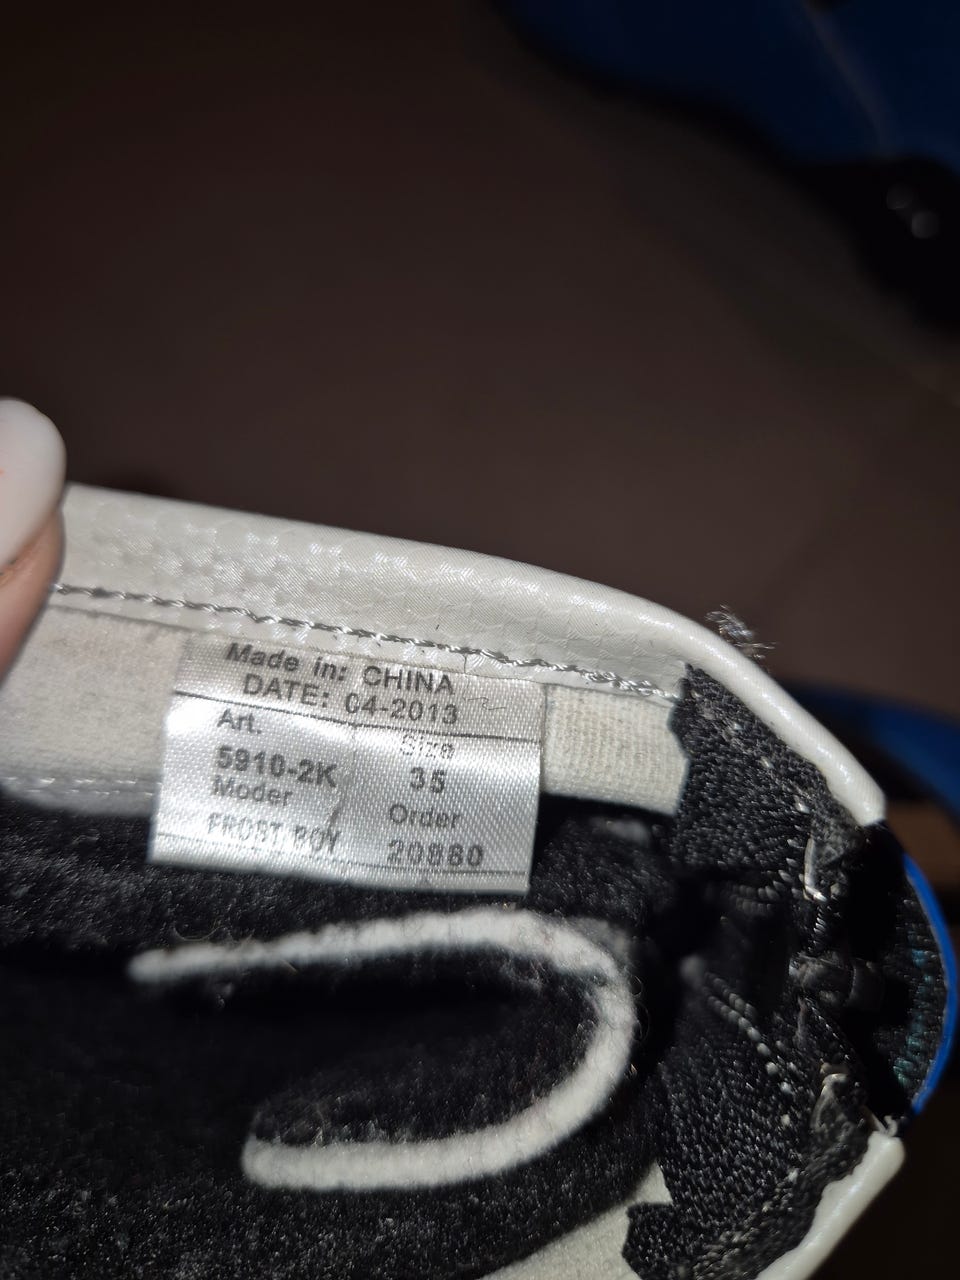 Made in: CHINA
DATE: 04-2013
Art. Size
5910-2K 35
Moder Order
FROST BOY 20880